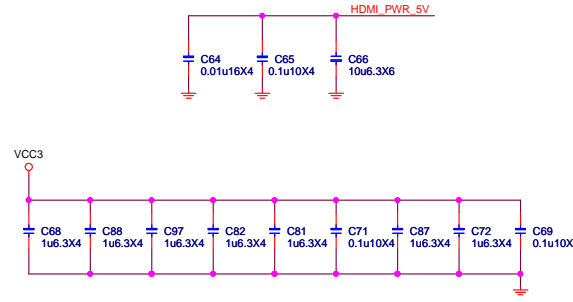 HDMI_PWR_5V
C64
0.01u16X4
C65
0.1u10X4
C66
10u6.3X6
VCC3
C68
1u6.3X4
C88
1u6.3X4
C97
1u6.3X4
C82
1u6.3X4
C81
1u6.3X4
C71
0.1u10X4
C87
1u6.3X4
C72
1u6.3X4
C69
0.1u10X